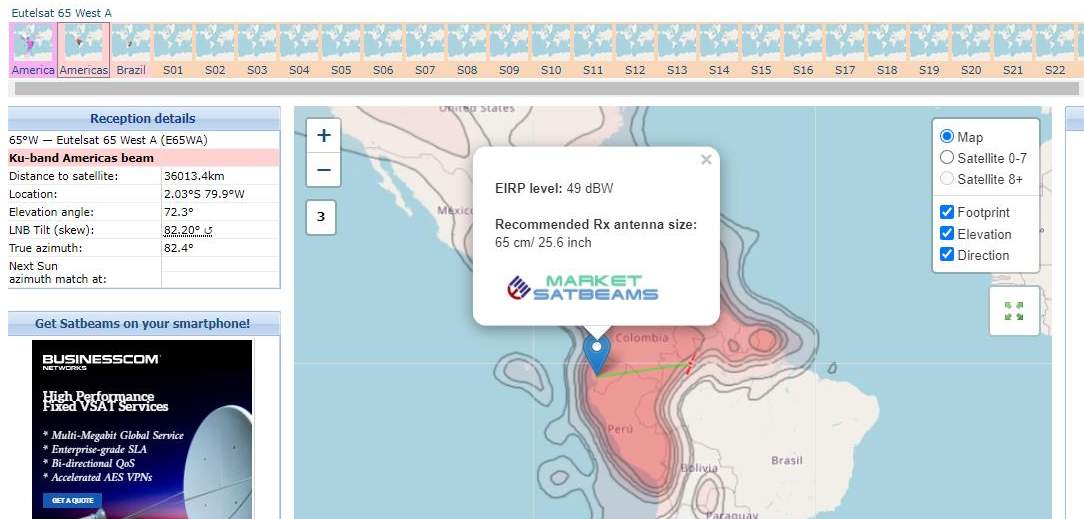 Eutelsat 65 West A
America Americas Brazil S01 S02 S03 S04 S05 S06 S07 S08 S09 S10 S11 S12 S13 S14 S15 S16 S17 S18 S19 S20 S21 S22
Reception details
65°W — Eutelsat 65 West A (E65WA)
Ku-band Americas beam
Distance to satellite: 36013.4km
Location: 2.03°S 79.9°W
Elevation angle: 72.3°
LNB Tilt (skew): 82.20° ↺
True azimuth: 82.4°
Next Sun
azimuth match at:
Get Satbeams on your smartphone!
BUSINESSCOM
NETWORKS
High Performance
Fixed VSAT Services
* Multi-Megabit Global Service
* Enterprise-grade SLA
* Bi-directional QoS
* Accelerated AES VPNs
GET A QUOTE
+
−
3
United States
México
×
EIRP level: 49 dBW
Recommended Rx antenna size:
65 cm/ 25.6 inch
MARKET
SATBEAMS
Colombia
Perú
Bolivia
Brasil
Paraguay
Map
Satellite 0-7
Satellite 8+
Footprint
Elevation
Direction